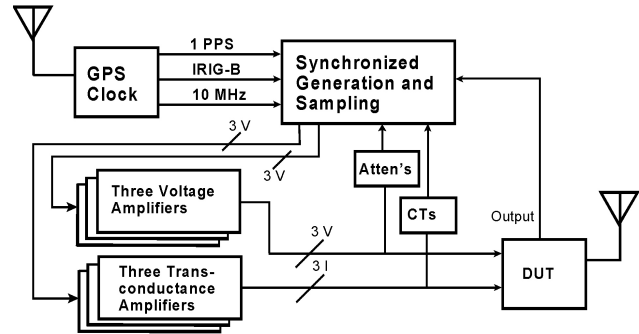 GPS
Clock
1 PPS
IRIG-B
10 MHz
Synchronized
Generation and
Sampling
3 V
3 V
Atten's
CTs
Three Voltage
Amplifiers
Three Trans-
conductance
Amplifiers
3 V
3 I
Output
DUT